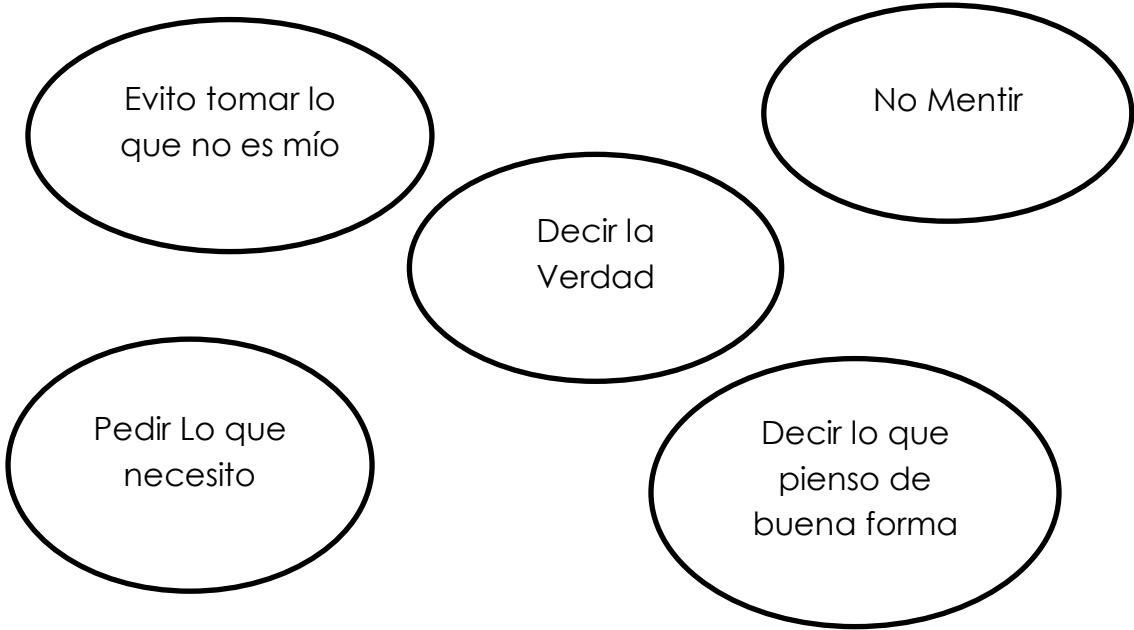 Evito tomar lo
que no es mío
No Mentir
Decir la
Verdad
Pedir Lo que
necesito
Decir lo que
pienso de
buena forma